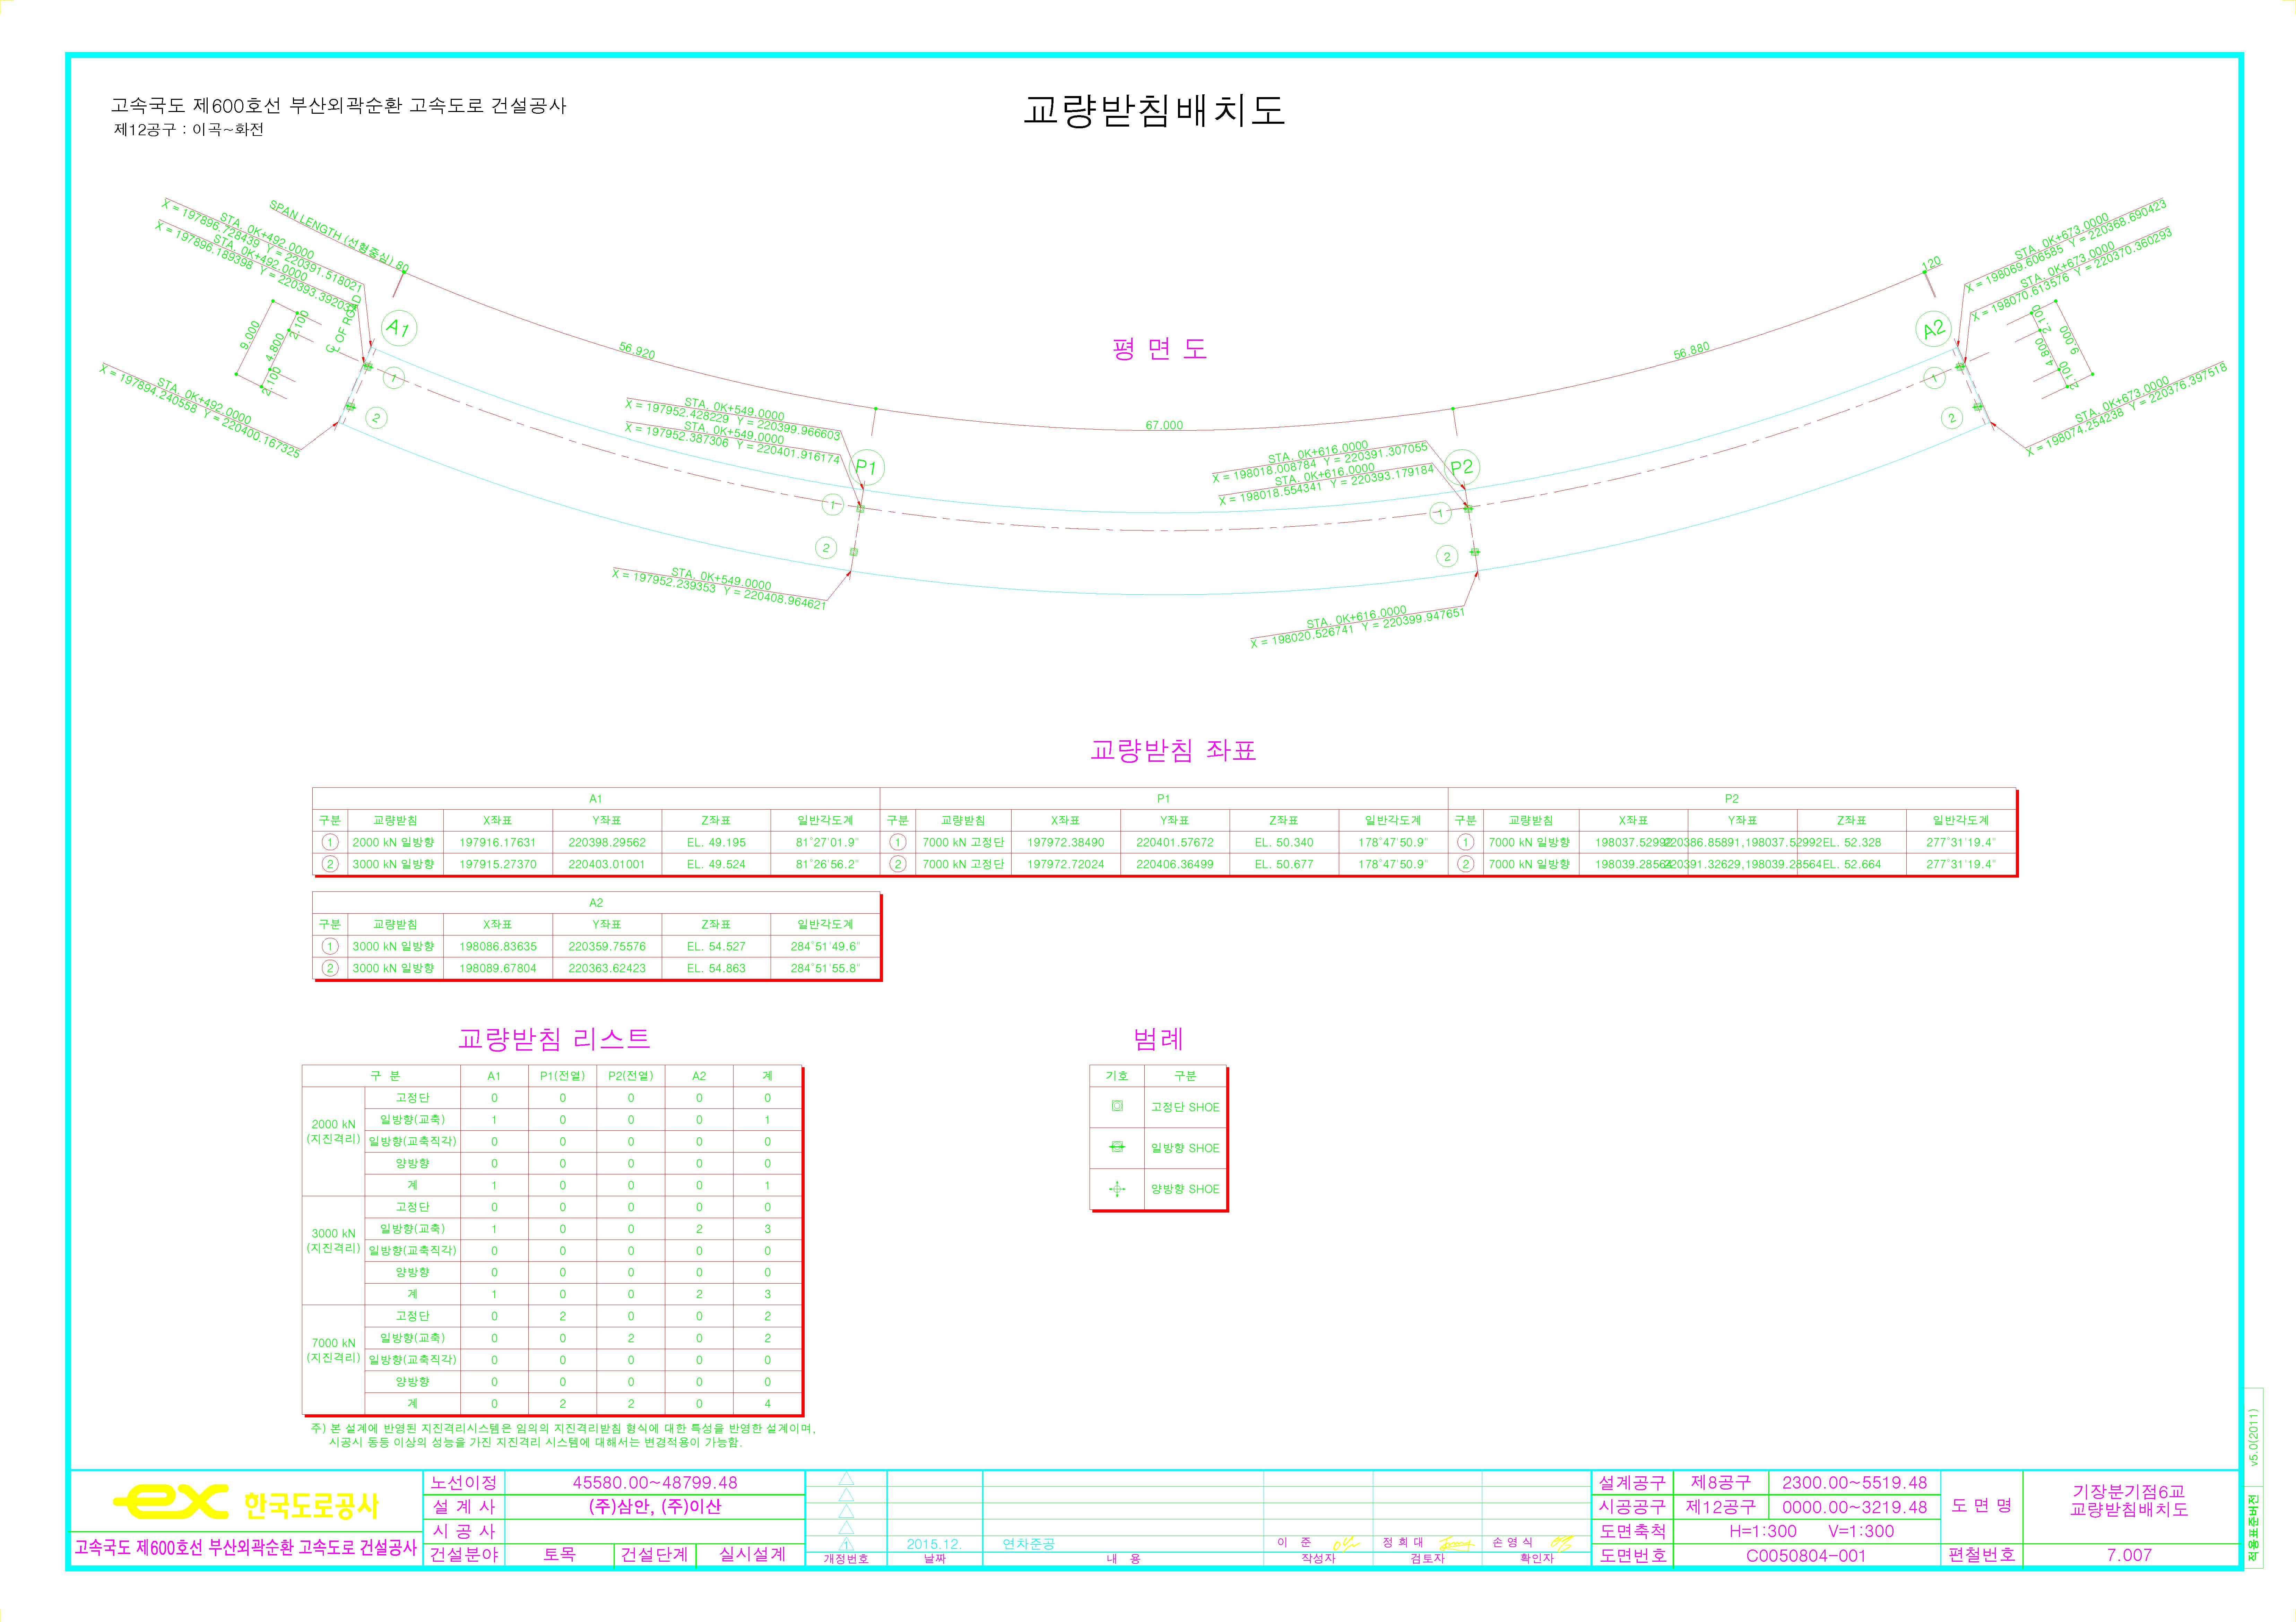 고속국도 제600호선 부산외곽순환 고속도로 건설공사
제12공구 : 이곡~화전
교량받침배치도
SPAN LENGTH (선형중심) 80
STA. 0K+492.0000
X = 197896.728439 Y = 220391.518021
STA. 0K+492.0000
X = 197896.189398 Y = 220393.392034
STA. 0K+492.0000
X = 197894.240558 Y = 220400.167325
9.000
2.100
4.800
2.100
OF ROAD
A1
1
2
56.920
평 면 도
STA. 0K+549.0000
X = 197952.428229 Y = 220399.966603
STA. 0K+549.0000
X = 197952.387306 Y = 220401.916174
P1
1
2
STA. 0K+549.0000
X = 197952.239353 Y = 220408.964621
67.000
STA. 0K+616.0000
X = 198018.008784 Y = 220391.307055
STA. 0K+616.0000
X = 198018.554341 Y = 220393.179184
P2
1
2
STA. 0K+616.0000
X = 198020.526741 Y = 220399.947651
56.880
120
STA. 0K+673.0000
X = 198069.606585 Y = 220368.690423
STA. 0K+673.0000
X = 198070.613576 Y = 220370.360293
A2
1
2
2.100
9.000
4.800
2.100
STA. 0K+673.0000
X = 198074.254238 Y = 220376.397518
교량받침 좌표
A1 P1 P2
구분 교량받침 X좌표 Y좌표 Z좌표 일반각도계 구분 교량받침 X좌표 Y좌표 Z좌표 일반각도계 구분 교량받침 X좌표 Y좌표 Z좌표 일반각도계
1 2000 kN 일방향 197916.17631 220398.29562 EL. 49.195 81°27'01.9" 1 7000 kN 고정단 197972.38490 220401.57672 EL. 50.340 178°47'50.9" 1 7000 kN 일방향 198037.52992 220386.85891,198037.52992 EL. 52.328 277°31'19.4"
2 3000 kN 일방향 197915.27370 220403.01001 EL. 49.524 81°26'56.2" 2 7000 kN 고정단 197972.72024 220406.36499 EL. 50.677 178°47'50.9" 2 7000 kN 일방향 198039.28564 220391.32629,198039.28564 EL. 52.664 277°31'19.4"
A2
구분 교량받침 X좌표 Y좌표 Z좌표 일반각도계
1 3000 kN 일방향 198086.83635 220359.75576 EL. 54.527 284°51'49.6"
2 3000 kN 일방향 198089.67804 220363.62423 EL. 54.863 284°51'55.8"
교량받침 리스트
구 분 A1 P1(전열) P2(전열) A2 계
2000 kN
(지진격리)
고정단 0 0 0 0 0
일방향(교축) 1 0 0 0 1
일방향(교축직각) 0 0 0 0 0
양방향 0 0 0 0 0
계 1 0 0 0 1
3000 kN
(지진격리)
고정단 0 0 0 0 0
일방향(교축) 1 0 0 2 3
일방향(교축직각) 0 0 0 0 0
양방향 0 0 0 0 0
계 1 0 0 2 3
7000 kN
(지진격리)
고정단 0 2 0 0 2
일방향(교축) 0 0 2 0 2
일방향(교축직각) 0 0 0 0 0
양방향 0 0 0 0 0
계 0 2 2 0 4
주) 본 설계에 반영된 지진격리시스템은 임의의 지진격리받침 형식에 대한 특성을 반영한 설계이며,
시공시 동등 이상의 성능을 가진 지진격리 시스템에 대해서는 변경적용이 가능함.
범례
기호 구분
고정단 SHOE
일방향 SHOE
양방향 SHOE
ex 한국도로공사
고속국도 제600호선 부산외곽순환 고속도로 건설공사
노선이정 45580.00~48799.48
설 계 사 (주)삼안, (주)이산
시 공 사
건설분야 토목 건설단계 실시설계
1 2015.12. 연차준공 이 준 정 희 대 손 영 식
개정번호 날짜 내 용 작성자 검토자 확인자
설계공구 제8공구 2300.00~5519.48
시공공구 제12공구 0000.00~3219.48
도면축척 H=1:300 V=1:300
도면번호 C0050804-001
도 면 명 기장분기점6교
교량받침배치도
편철번호 7.007
v5.0(2011)
적용표준버전